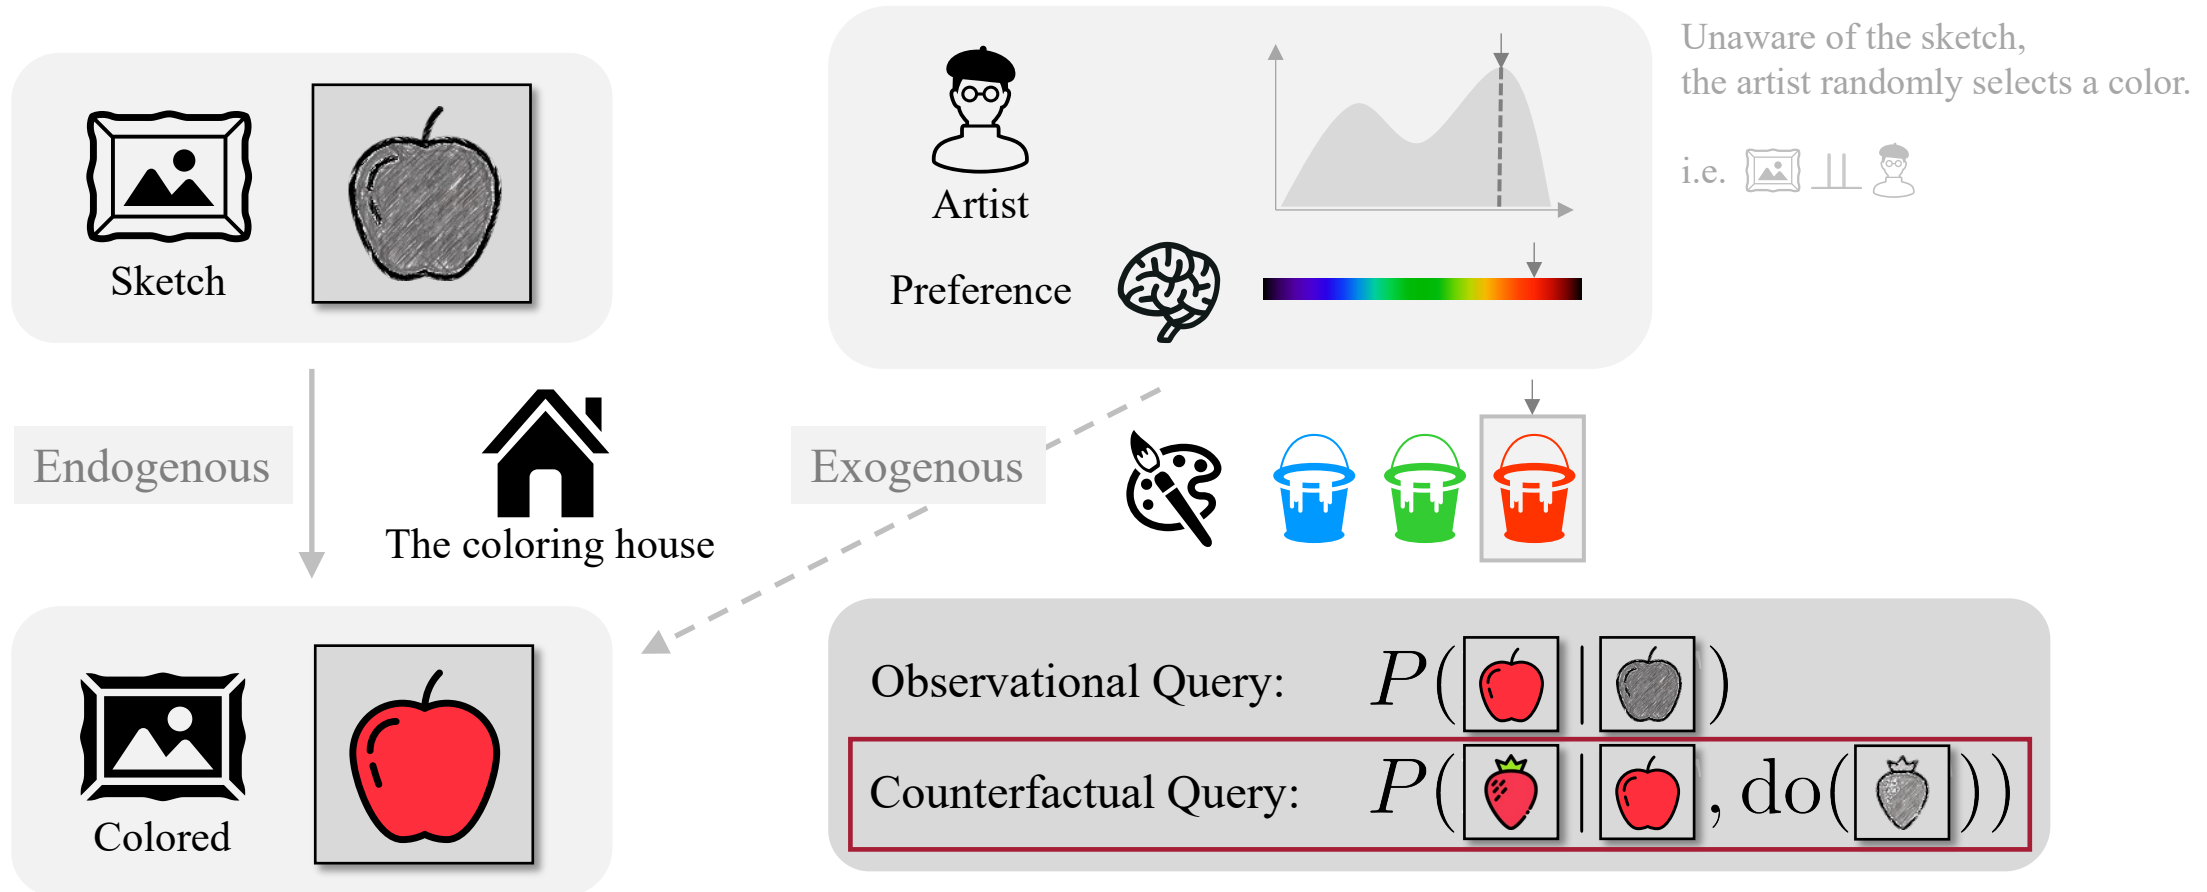 Unaware of the sketch,
the artist randomly selects a color.
i.e.
Sketch
Artist
Preference
Endogenous
The coloring house
Exogenous
Colored
Observational Query: P( | )
Counterfactual Query: P( | , do( ))